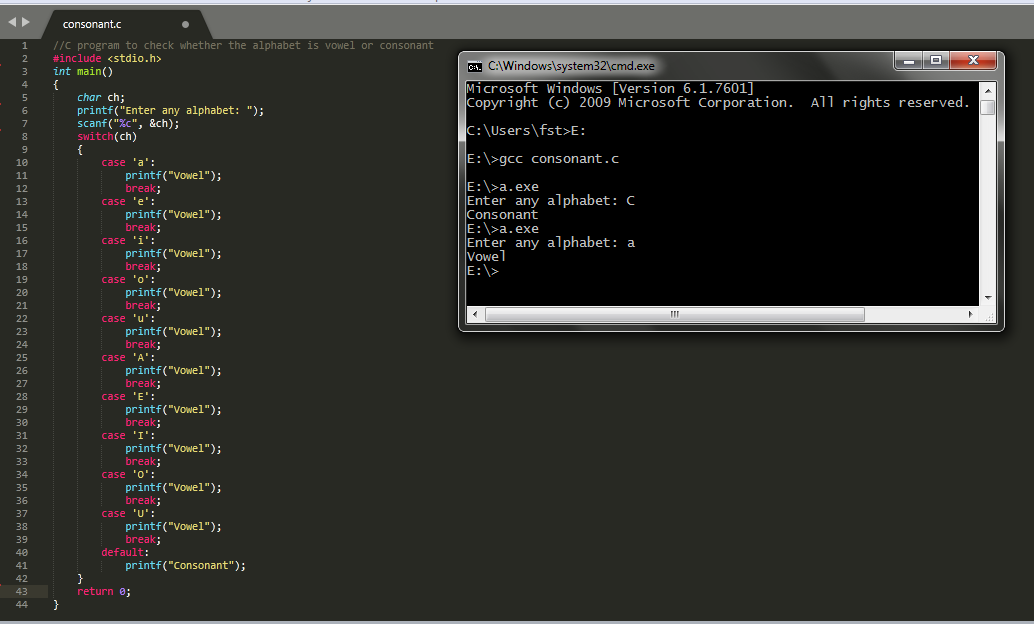 consonant.c
1 //C program to check whether the alphabet is vowel or consonant
2 #include <stdio.h>
3 int main()
4 {
5 char ch;
6 printf("Enter any alphabet: ");
7 scanf("%c", &ch);
8 switch(ch)
9 {
10 case 'a':
11 printf("Vowel");
12 break;
13 case 'e':
14 printf("Vowel");
15 break;
16 case 'i':
17 printf("Vowel");
18 break;
19 case 'o':
20 printf("Vowel");
21 break;
22 case 'u':
23 printf("Vowel");
24 break;
25 case 'A':
26 printf("Vowel");
27 break;
28 case 'E':
29 printf("Vowel");
30 break;
31 case 'I':
32 printf("Vowel");
33 break;
34 case 'O':
35 printf("Vowel");
36 break;
37 case 'U':
38 printf("Vowel");
39 break;
40 default:
41 printf("Consonant");
42 }
43 return 0;
44 }
C:\Windows\system32\cmd.exe
Microsoft Windows [Version 6.1.7601]
Copyright (c) 2009 Microsoft Corporation. All rights reserved.
C:\Users\fst>E:
E:\>gcc consonant.c
E:\>a.exe
Enter any alphabet: C
Consonant
E:\>a.exe
Enter any alphabet: a
Vowel
E:\>